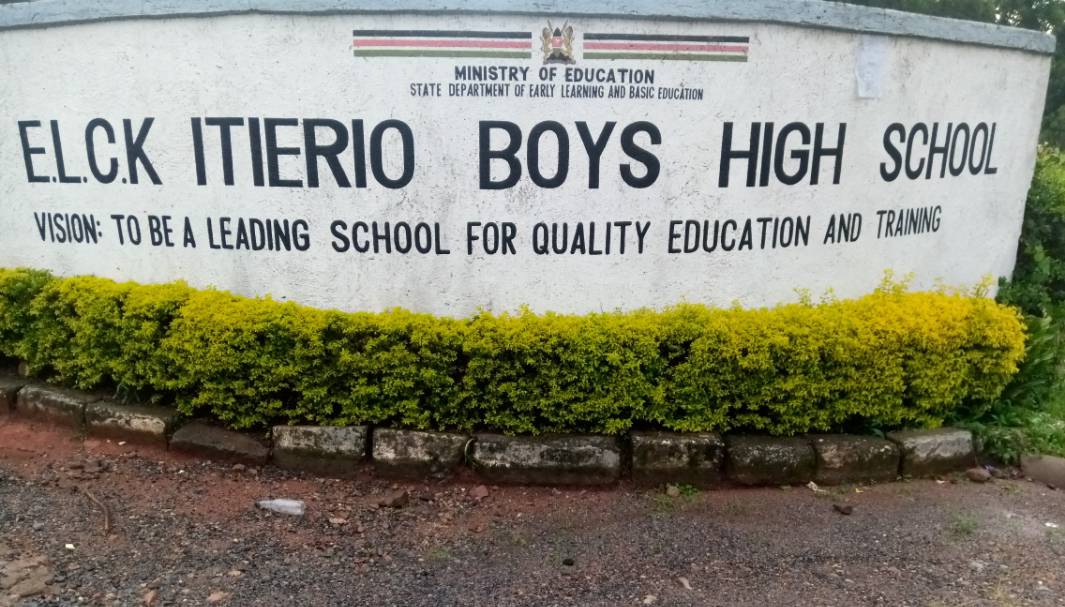 MINISTRY OF EDUCATION
STATE DEPARTMENT OF EARLY LEARNING AND BASIC EDUCATION
E.L.C.K ITIERIO BOYS HIGH SCHOOL
VISION: TO BE A LEADING SCHOOL FOR QUALITY EDUCATION AND TRAINING